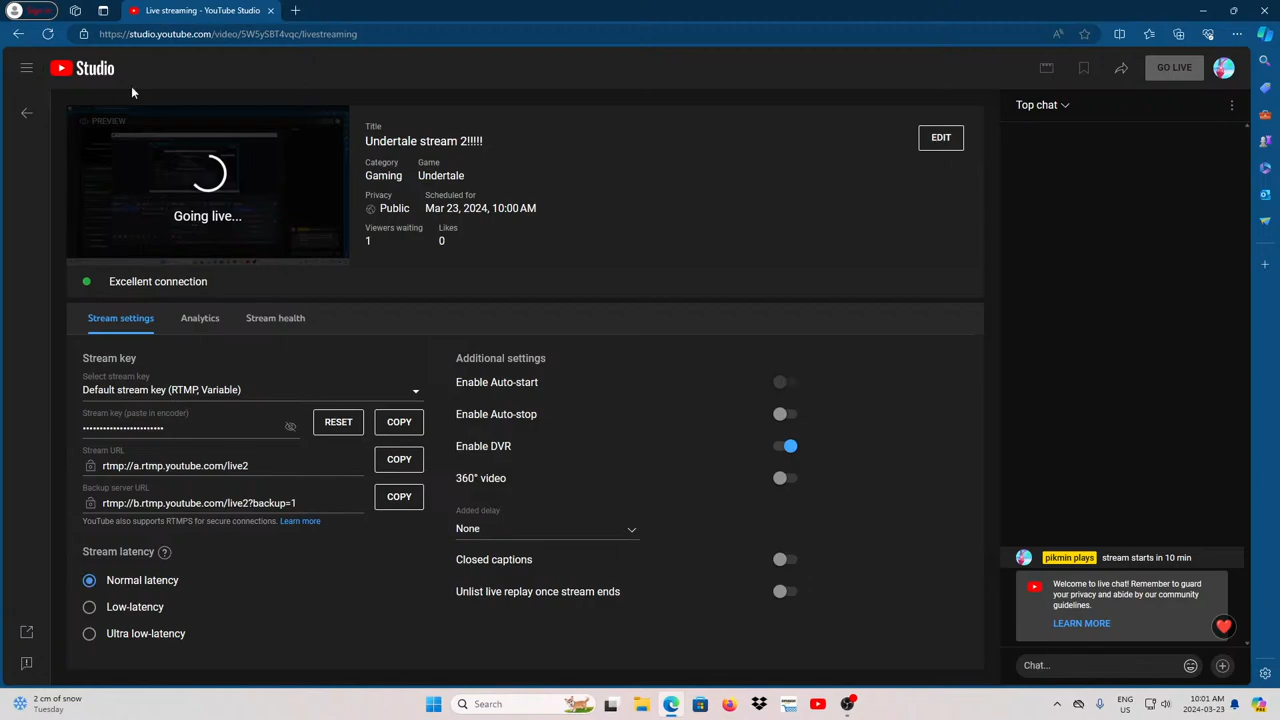 Sign in
Live streaming - YouTube Studio
https://studio.youtube.com/video/5W5ySBT4vqc/livestreaming
Studio
GO LIVE
PREVIEW
Going live...
Title
Undertale stream 2!!!!!
EDIT
Category
Game
Gaming
Undertale
Privacy
Scheduled for
Public
Mar 23, 2024, 10:00 AM
Viewers waiting
Likes
1
0
Excellent connection
Stream settings
Analytics
Stream health
Stream key
Select stream key
Default stream key (RTMP, Variable)
Stream key (paste in encoder)
RESET
COPY
Stream URL
rtmp://a.rtmp.youtube.com/live2
COPY
Backup server URL
rtmp://b.rtmp.youtube.com/live2?backup=1
COPY
YouTube also supports RTMPS for secure connections. Learn more
Stream latency
Normal latency
Low-latency
Ultra low-latency
Additional settings
Enable Auto-start
Enable Auto-stop
Enable DVR
360° video
Added delay
None
Closed captions
Unlist live replay once stream ends
Top chat
pikmin plays stream starts in 10 min
Welcome to live chat! Remember to guard
your privacy and abide by our community
guidelines.
LEARN MORE
Chat...
2 cm of snow
Tuesday
Search
ENG
US
10:01 AM
2024-03-23